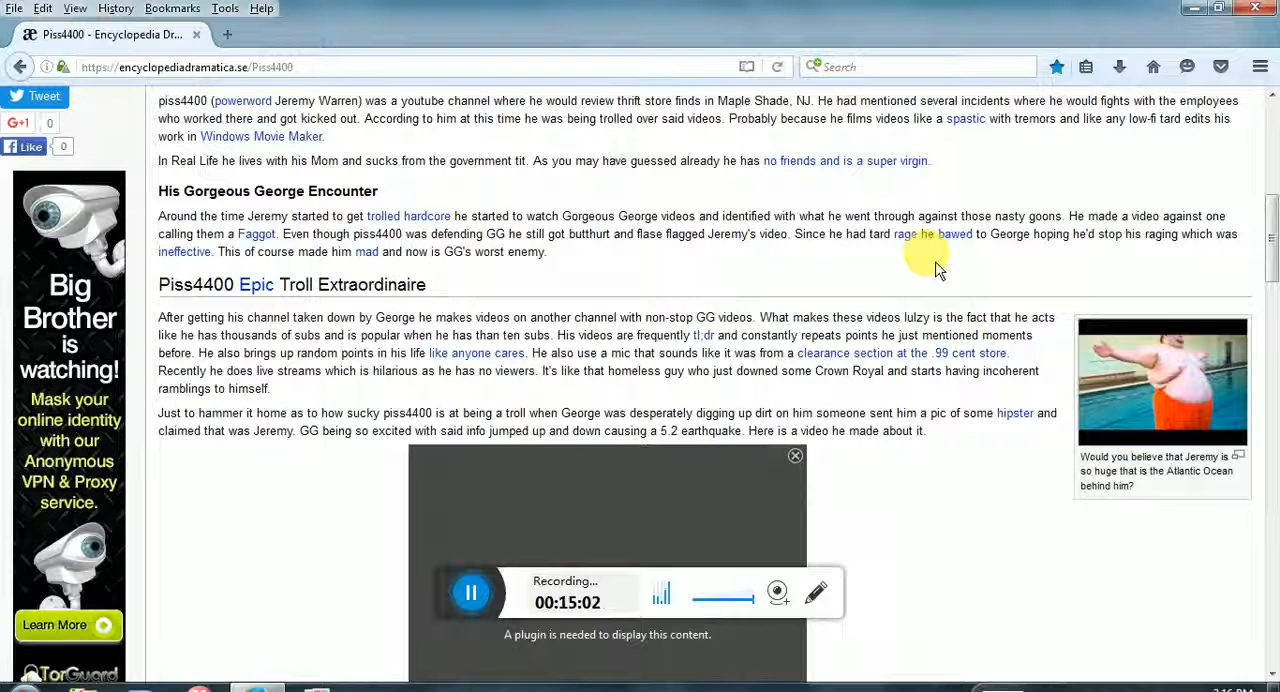 File Edit View History Bookmarks Tools Help
æ Piss4400 - Encyclopedia Dr... × +
https://encyclopediadramatica.se/Piss4400
Search
Tweet
G+1 0
Like 0
piss4400 (powerword Jeremy Warren) was a youtube channel where he would review thrift store finds in Maple Shade, NJ. He had mentioned several incidents where he would fights with the employees
who worked there and got kicked out. According to him at this time he was being trolled over said videos. Probably because he films videos like a spastic with tremors and like any low-fi tard edits his
work in Windows Movie Maker.
In Real Life he lives with his Mom and sucks from the government tit. As you may have guessed already he has no friends and is a super virgin.
His Gorgeous George Encounter
Around the time Jeremy started to get trolled hardcore he started to watch Gorgeous George videos and identified with what he went through against those nasty goons. He made a video against one
calling them a Faggot. Even though piss4400 was defending GG he still got butthurt and flase flagged Jeremy's video. Since he had tard rage he bawed to George hoping he'd stop his raging which was
ineffective. This of course made him mad and now is GG's worst enemy.
Piss4400 Epic Troll Extraordinaire
After getting his channel taken down by George he makes videos on another channel with non-stop GG videos. What makes these videos lulzy is the fact that he acts
like he has thousands of subs and is popular when he has than ten subs. His videos are frequently tl;dr and constantly repeats points he just mentioned moments
before. He also brings up random points in his life like anyone cares. He also use a mic that sounds like it was from a clearance section at the .99 cent store.
Recently he does live streams which is hilarious as he has no viewers. It's like that homeless guy who just downed some Crown Royal and starts having incoherent
ramblings to himself.
Just to hammer it home as to how sucky piss4400 is at being a troll when George was desperately digging up dirt on him someone sent him a pic of some hipster and
claimed that was Jeremy. GG being so excited with said info jumped up and down causing a 5.2 earthquake. Here is a video he made about it.
Would you believe that Jeremy is
so huge that is the Atlantic Ocean
behind him?
Big
Brother
is
watching!
Mask your
online identity
with our
Anonymous
VPN & Proxy
service.
Learn More
TorGuard
Recording...
00:15:02
A plugin is needed to display this content.